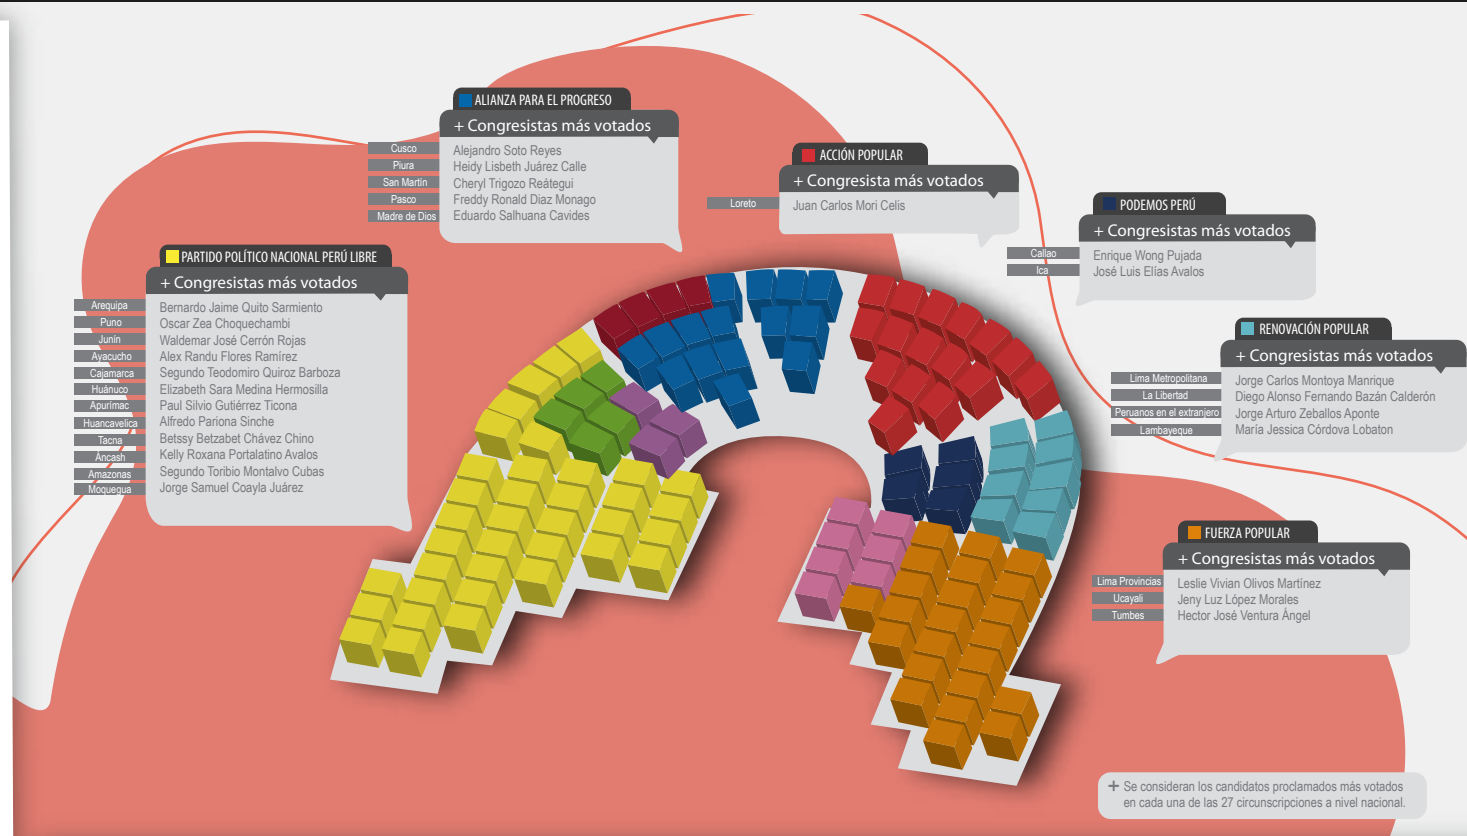 ALIANZA PARA EL PROGRESO
+ Congresistas más votados
Cusco Alejandro Soto Reyes
Piura Heidy Lisbeth Juárez Calle
San Martín Cheryl Trigozo Reátegui
Pasco Freddy Ronald Diaz Monago
Madre de Dios Eduardo Salhuana Cavides
ACCIÓN POPULAR
+ Congresista más votados
Loreto Juan Carlos Mori Celis
PODEMOS PERÚ
+ Congresistas más votados
Callao Enrique Wong Pujada
Ica José Luis Elías Avalos
PARTIDO POLÍTICO NACIONAL PERÚ LIBRE
+ Congresistas más votados
Arequipa Bernardo Jaime Quito Sarmiento
Puno Oscar Zea Choquechambi
Junín Waldemar José Cerrón Rojas
Ayacucho Alex Randu Flores Ramírez
Cajamarca Segundo Teodomiro Quiroz Barboza
Huánuco Elizabeth Sara Medina Hermosilla
Apurímac Paul Silvio Gutiérrez Ticona
Huancavelica Alfredo Pariona Sinche
Tacna Betssy Betzabet Chávez Chino
Áncash Kelly Roxana Portalatino Avalos
Amazonas Segundo Toribio Montalvo Cubas
Moquegua Jorge Samuel Coayla Juárez
RENOVACIÓN POPULAR
+ Congresistas más votados
Lima Metropolitana Jorge Carlos Montoya Manrique
La Libertad Diego Alonso Fernando Bazán Calderón
Peruanos en el extranjero Jorge Arturo Zeballos Aponte
Lambayeque María Jessica Córdova Lobaton
FUERZA POPULAR
+ Congresistas más votados
Lima Provincias Leslie Vivian Olivos Martínez
Ucayali Jeny Luz López Morales
Tumbes Hector José Ventura Ángel
+ Se consideran los candidatos proclamados más votados
en cada una de las 27 circunscripciones a nivel nacional.